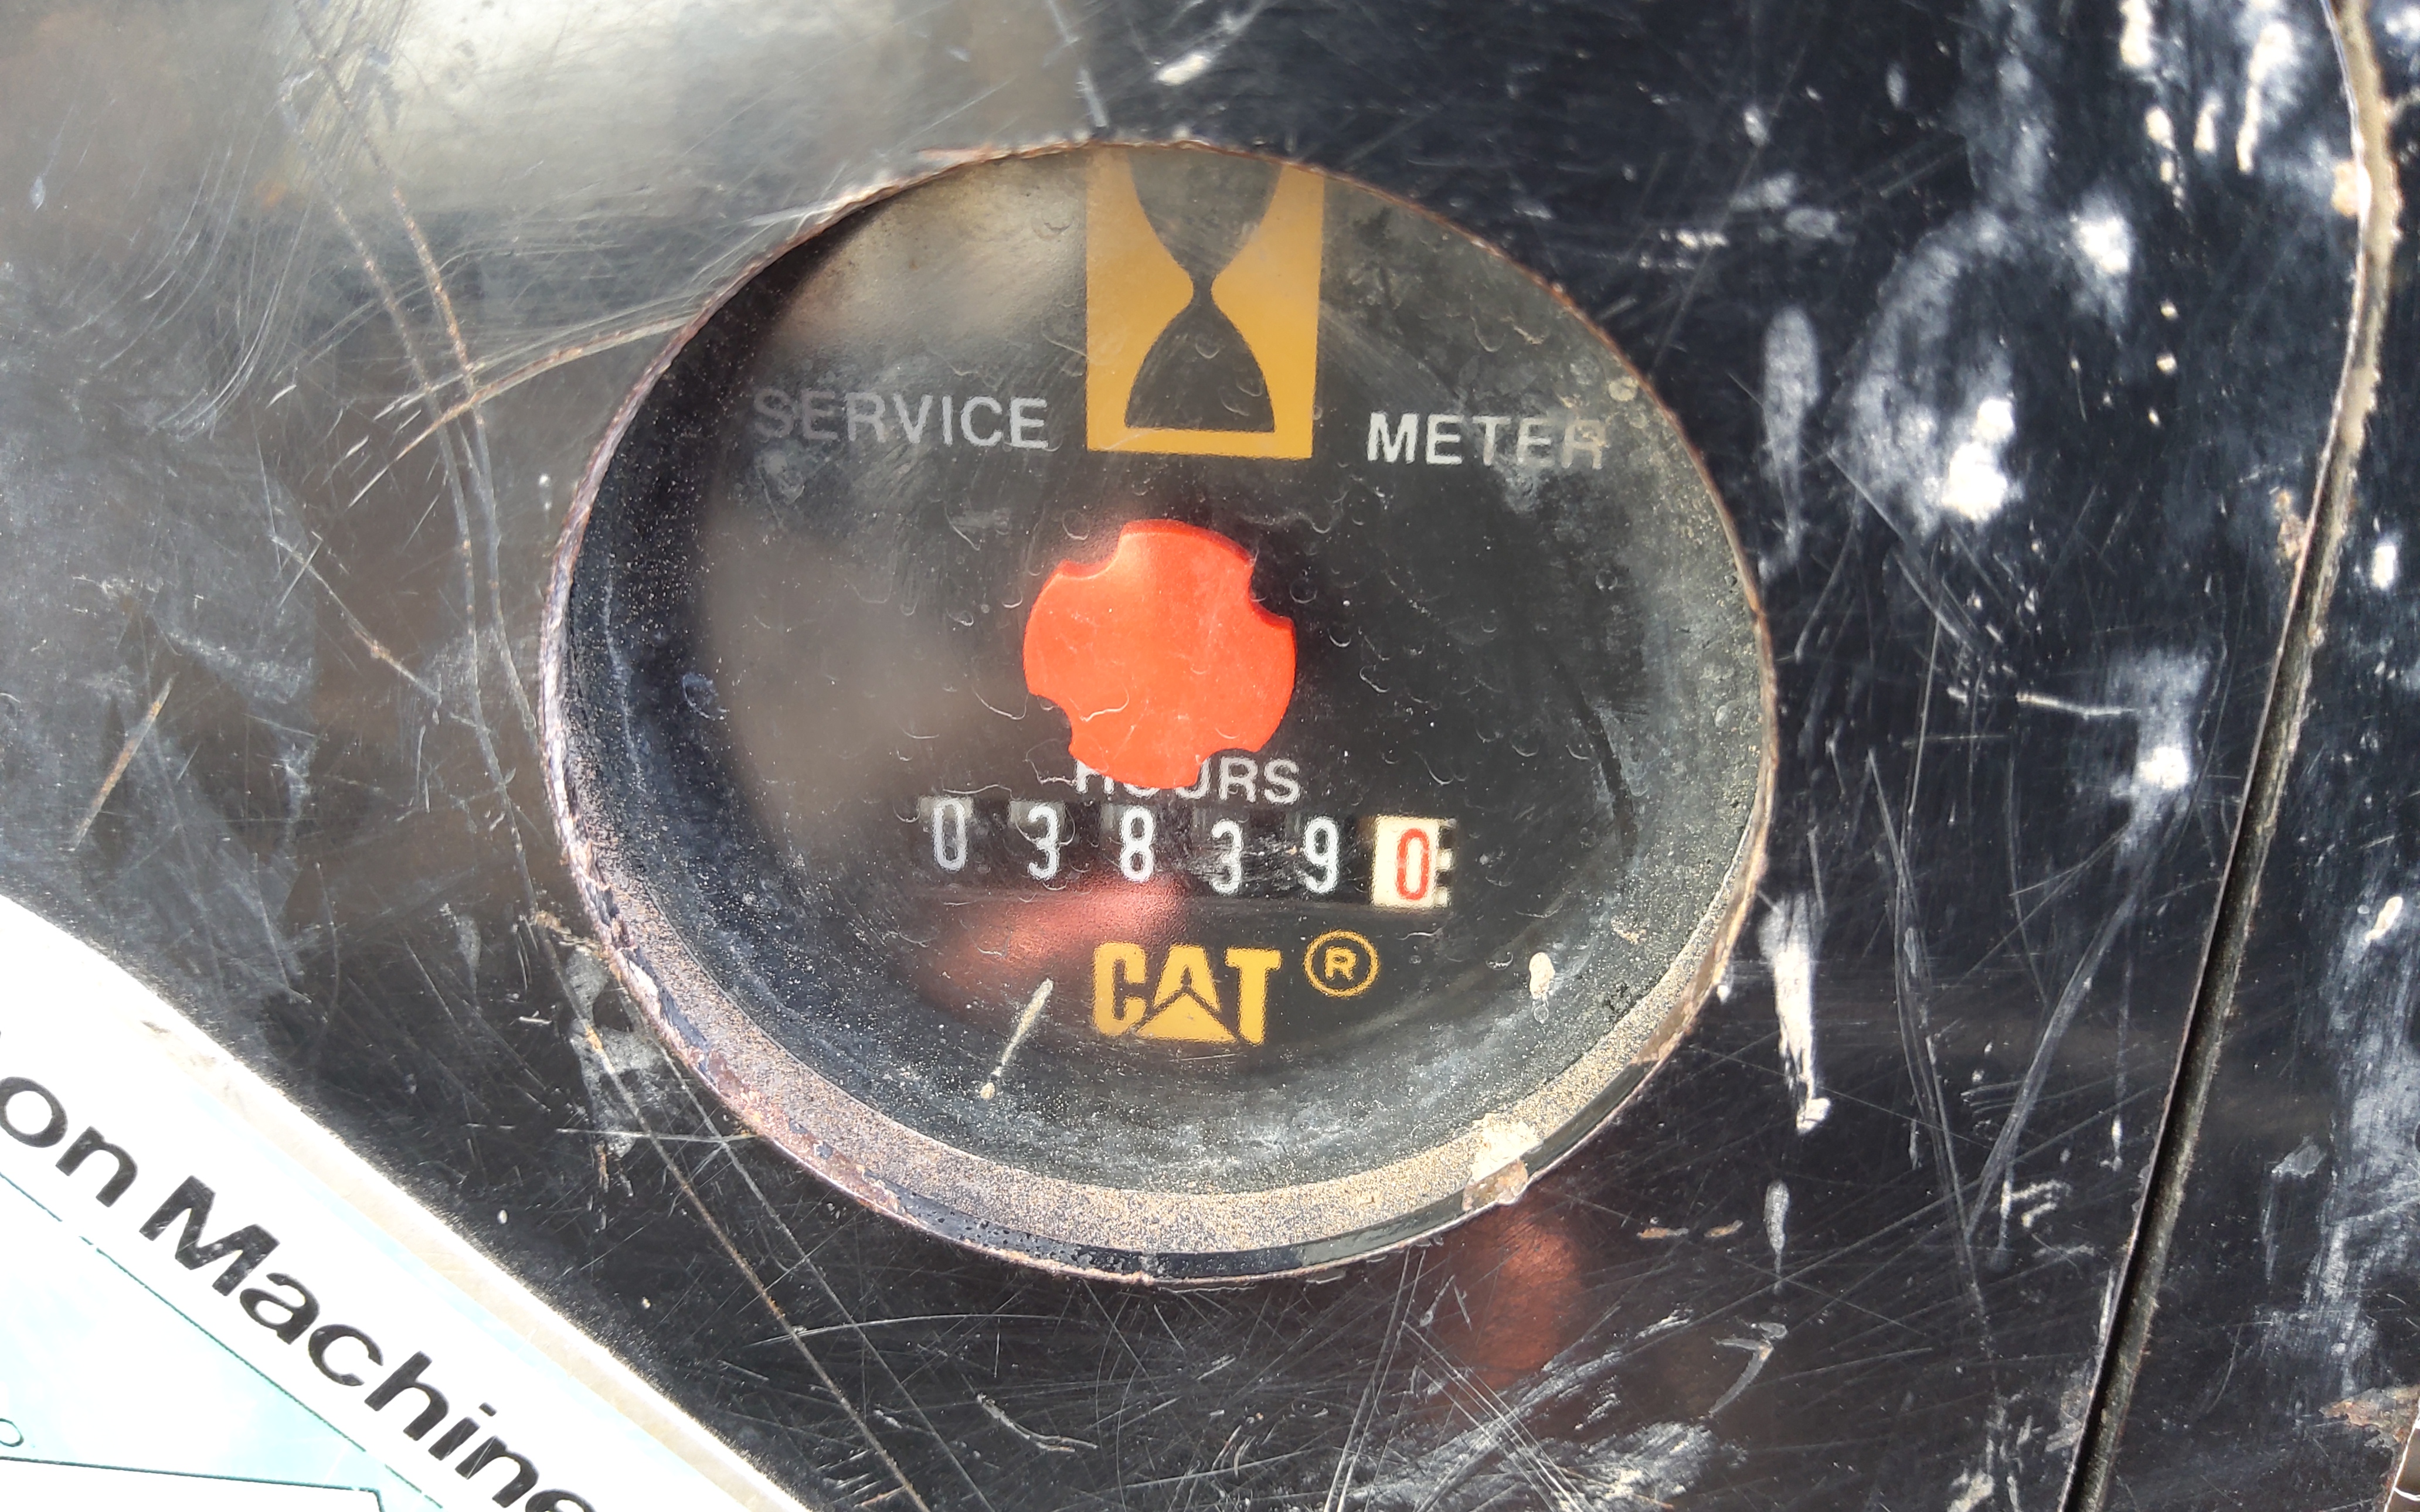 SERVICE METER
HOURS
038390
CAT ®
on Machine